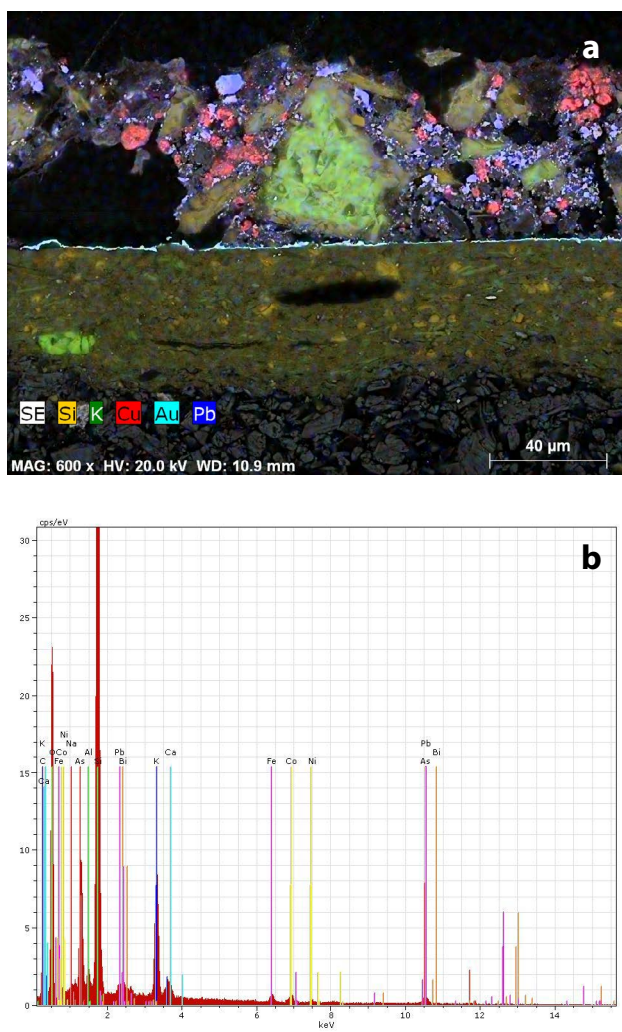 a
SE Si K Cu Au Pb
40 µm
MAG: 600 x HV: 20.0 kV WD: 10.9 mm
cps/eV
b
30
25
20
Ni
K Na Pb Pb
O Co Al Ca Bi
C Fe As Si Bi K Fe Co Ni As
15
Ca
10
5
0
2 4 6 8 10 12 14
keV